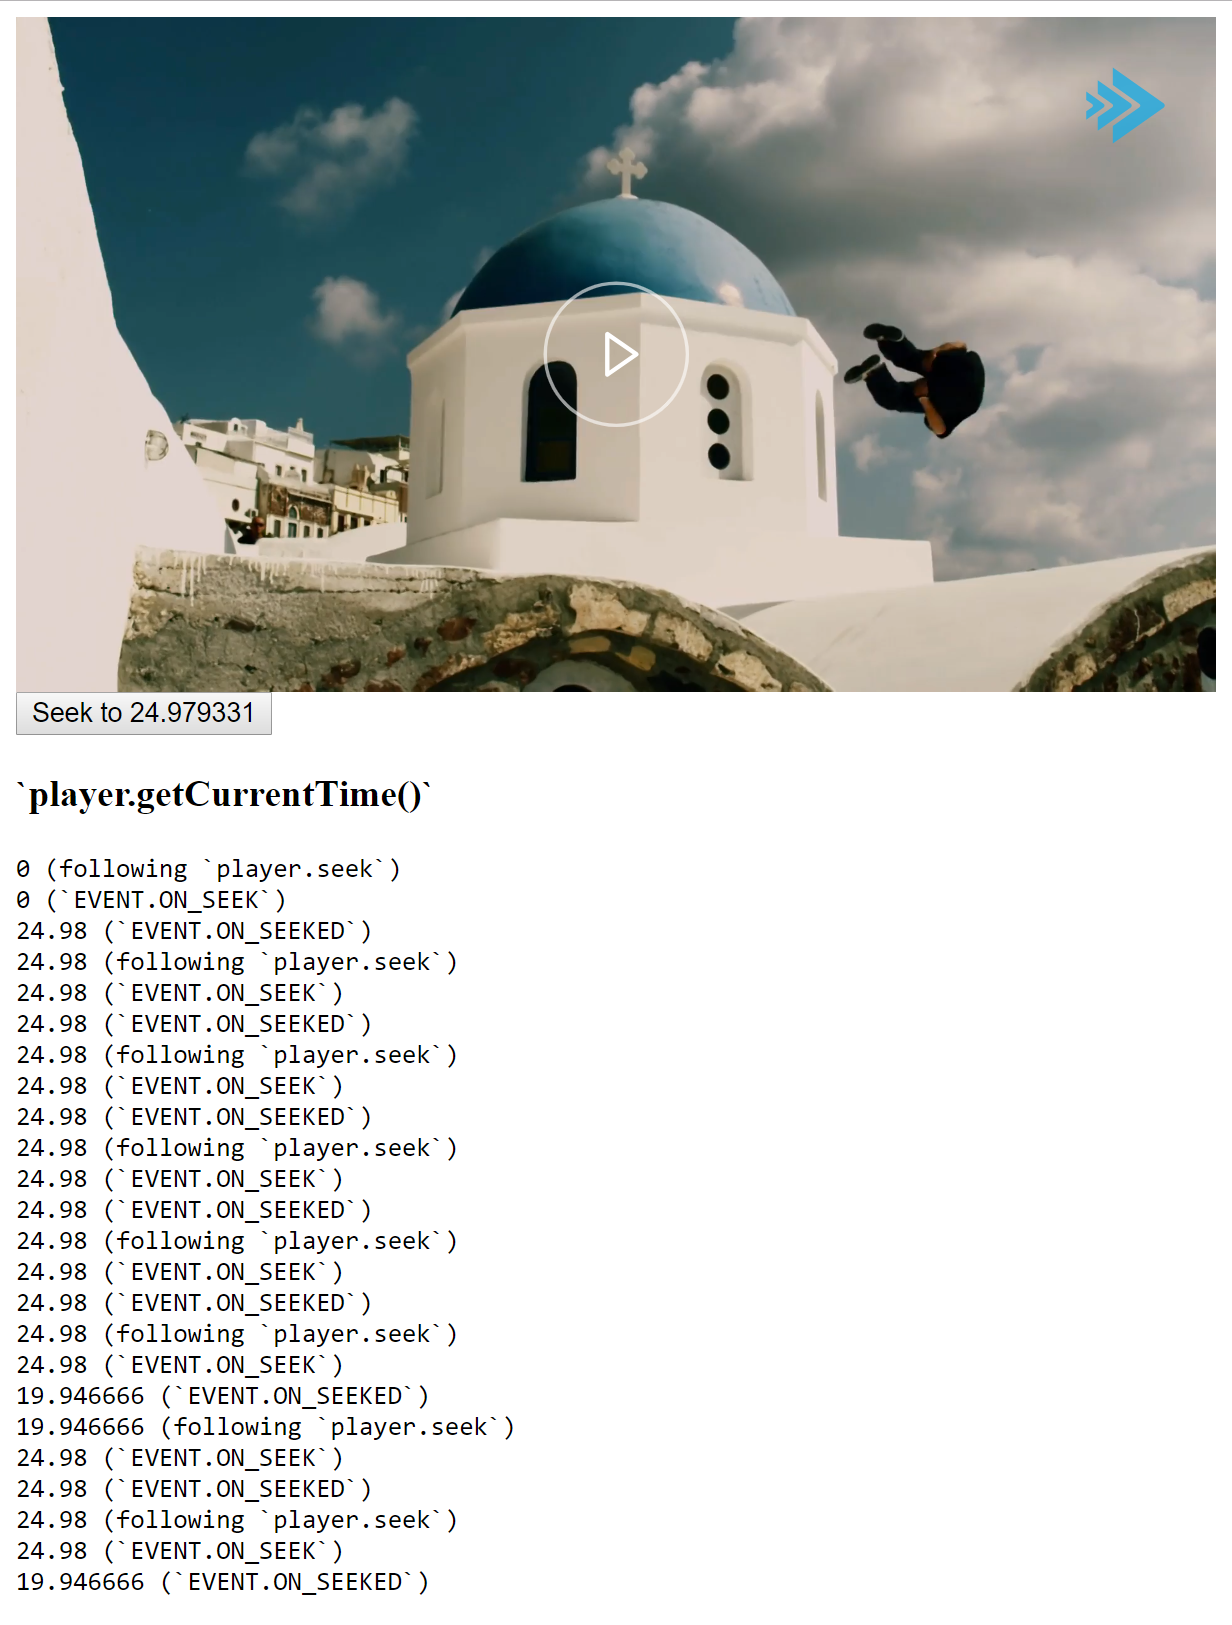 Seek to 24.979331
`player.getCurrentTime()`
0 (following `player.seek`)
0 (`EVENT.ON_SEEK`)
24.98 (`EVENT.ON_SEEKED`)
24.98 (following `player.seek`)
24.98 (`EVENT.ON_SEEK`)
24.98 (`EVENT.ON_SEEKED`)
24.98 (following `player.seek`)
24.98 (`EVENT.ON_SEEK`)
24.98 (`EVENT.ON_SEEKED`)
24.98 (following `player.seek`)
24.98 (`EVENT.ON_SEEK`)
24.98 (`EVENT.ON_SEEKED`)
24.98 (following `player.seek`)
24.98 (`EVENT.ON_SEEK`)
24.98 (`EVENT.ON_SEEKED`)
24.98 (following `player.seek`)
24.98 (`EVENT.ON_SEEK`)
19.946666 (`EVENT.ON_SEEKED`)
19.946666 (following `player.seek`)
24.98 (`EVENT.ON_SEEK`)
24.98 (`EVENT.ON_SEEKED`)
24.98 (following `player.seek`)
24.98 (`EVENT.ON_SEEK`)
19.946666 (`EVENT.ON_SEEKED`)